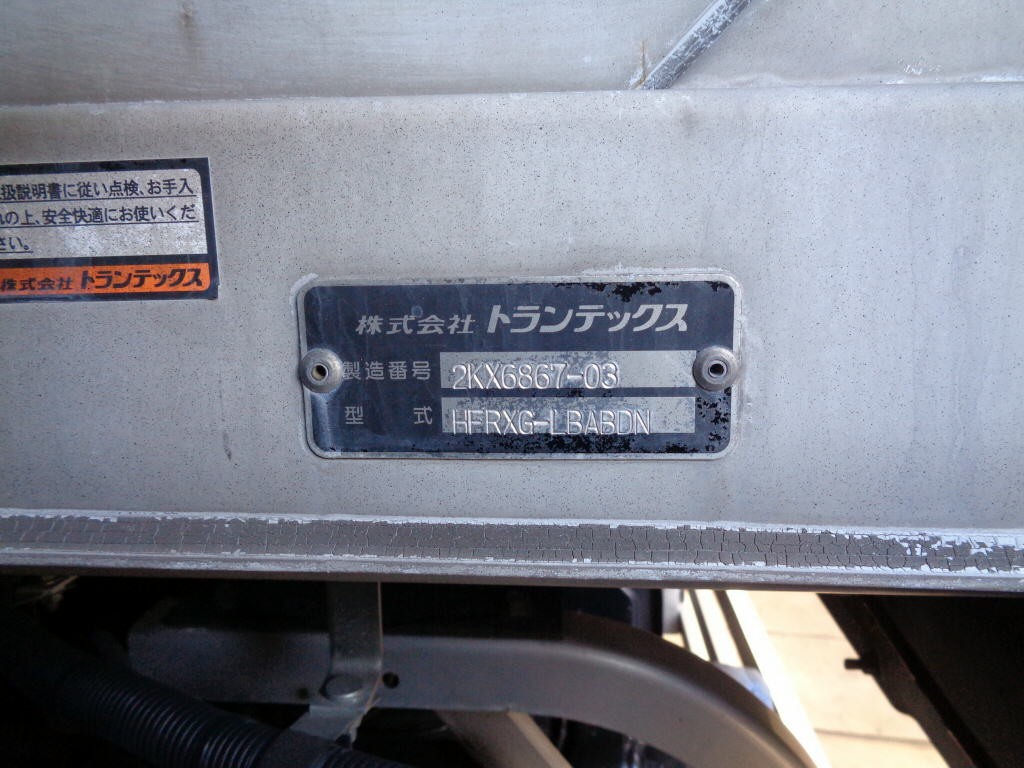 扱説明書に従い点検、お手入
れの上、安全快適にお使いくだ
さい。
株式会社 トランテックス
株式会社 トランテックス
製造番号 2KX6867-03
型 式 HFRXG-LBABDN